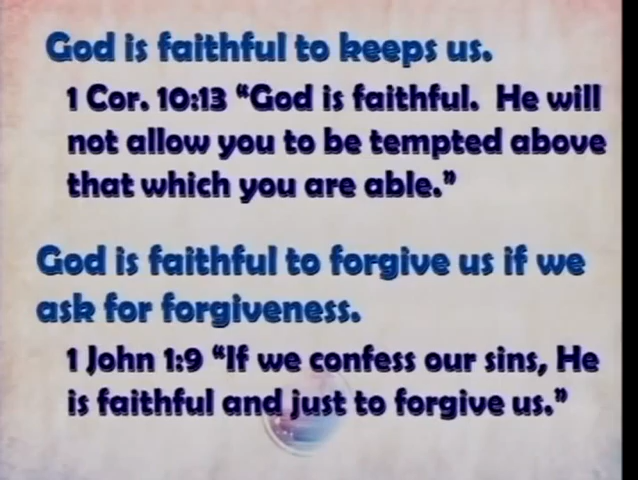 God is faithful to keeps us.
1 Cor. 10:13 “God is faithful.  He will
not allow you to be tempted above
that which you are able.”
God is faithful to forgive us if we
ask for forgiveness.
1 John 1:9 “If we confess our sins, He
is faithful and just to forgive us.”